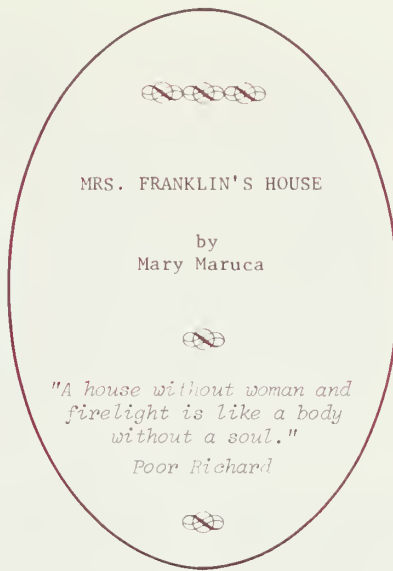 MRS. FRANKLIN'S HOUSE
by
Mary Maruca
"A house without woman and
firelight is like a body
without a soul."
Poor Richard